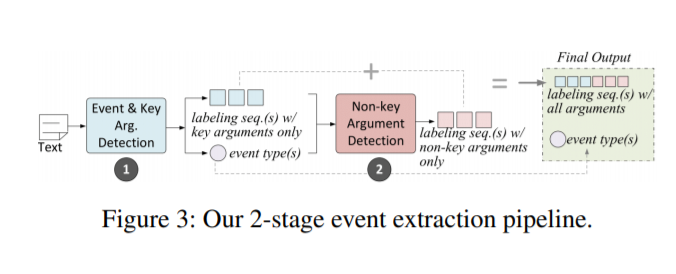 Final Output
Event & Key
Arg.
Detection
1
Text
labeling seq.(s) w/
key arguments only
event type(s)
+
Non-key
Argument
Detection
2
labeling seq.(s) w/
non-key arguments
only
=
labeling seq.(s) w/
all arguments
event type(s)
Figure 3: Our 2-stage event extraction pipeline.